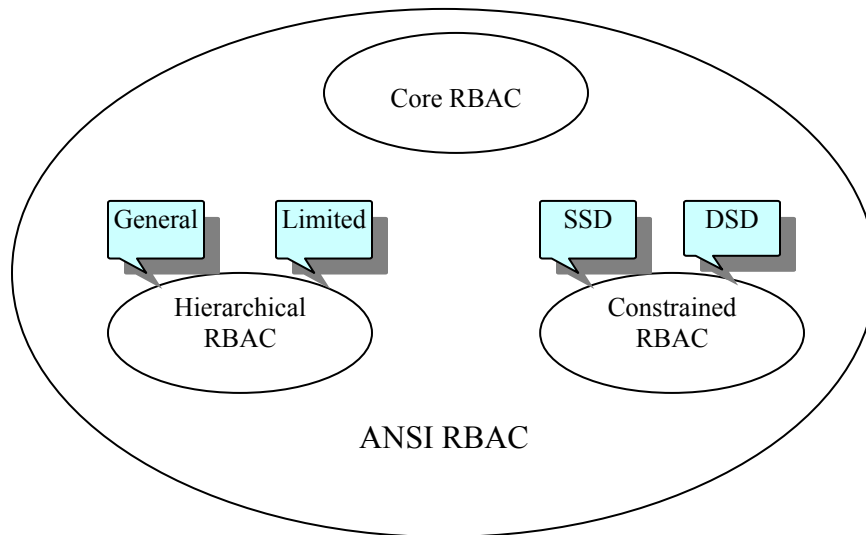 Core RBAC
General
Limited
SSD
DSD
Hierarchical
RBAC
Constrained
RBAC
ANSI RBAC